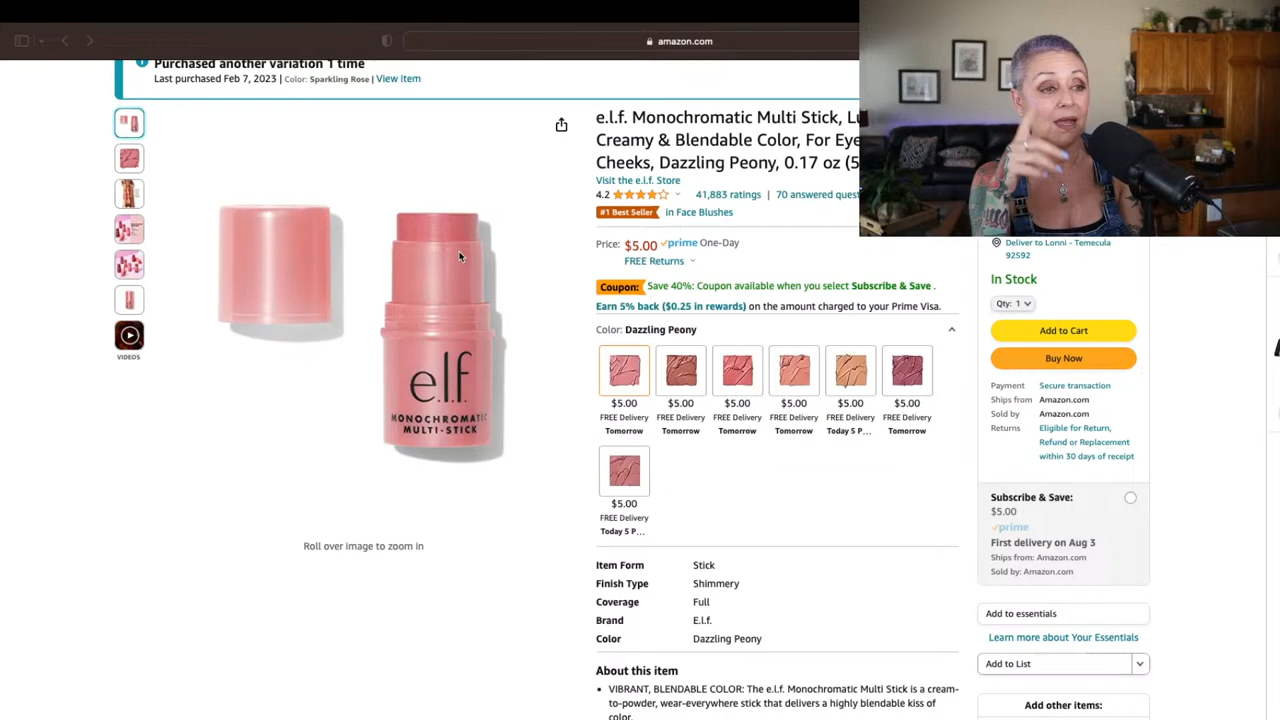 amazon.com
Purchased another variation 1 time
Last purchased Feb 7, 2023 | Color: Sparkling Rose | View item
VIDEOS
e.l.f.
MONOCHROMATIC
MULTI-STICK
Roll over image to zoom in
e.l.f. Monochromatic Multi Stick, Lu
Creamy & Blendable Color, For Eye
Cheeks, Dazzling Peony, 0.17 oz (5
Visit the e.l.f. Store
4.2 41,883 ratings | 70 answered quest
#1 Best Seller in Face Blushes
Price: $5.00 prime One-Day
FREE Returns
Coupon: Save 40%: Coupon available when you select Subscribe & Save .
Earn 5% back ($0.25 in rewards) on the amount charged to your Prime Visa.
Color: Dazzling Peony
$5.00 $5.00 $5.00 $5.00 $5.00 $5.00
FREE Delivery FREE Delivery FREE Delivery FREE Delivery FREE Delivery FREE Delivery
Tomorrow Tomorrow Tomorrow Tomorrow Today 5 P... Tomorrow
$5.00
FREE Delivery
Today 5 P...
Item Form Stick
Finish Type Shimmery
Coverage Full
Brand E.l.f.
Color Dazzling Peony
About this item
• VIBRANT, BLENDABLE COLOR: The e.l.f. Monochromatic Multi Stick is a cream-
to-powder, wear-everywhere stick that delivers a highly blendable kiss of
color.
Deliver to Lonni - Temecula
92592
In Stock
Qty: 1
Add to Cart
Buy Now
Payment Secure transaction
Ships from Amazon.com
Sold by Amazon.com
Returns Eligible for Return,
Refund or Replacement
within 30 days of receipt
Subscribe & Save:
$5.00
prime
First delivery on Aug 3
Ships from: Amazon.com
Sold by: Amazon.com
Add to essentials
Learn more about Your Essentials
Add to List
Add other items: